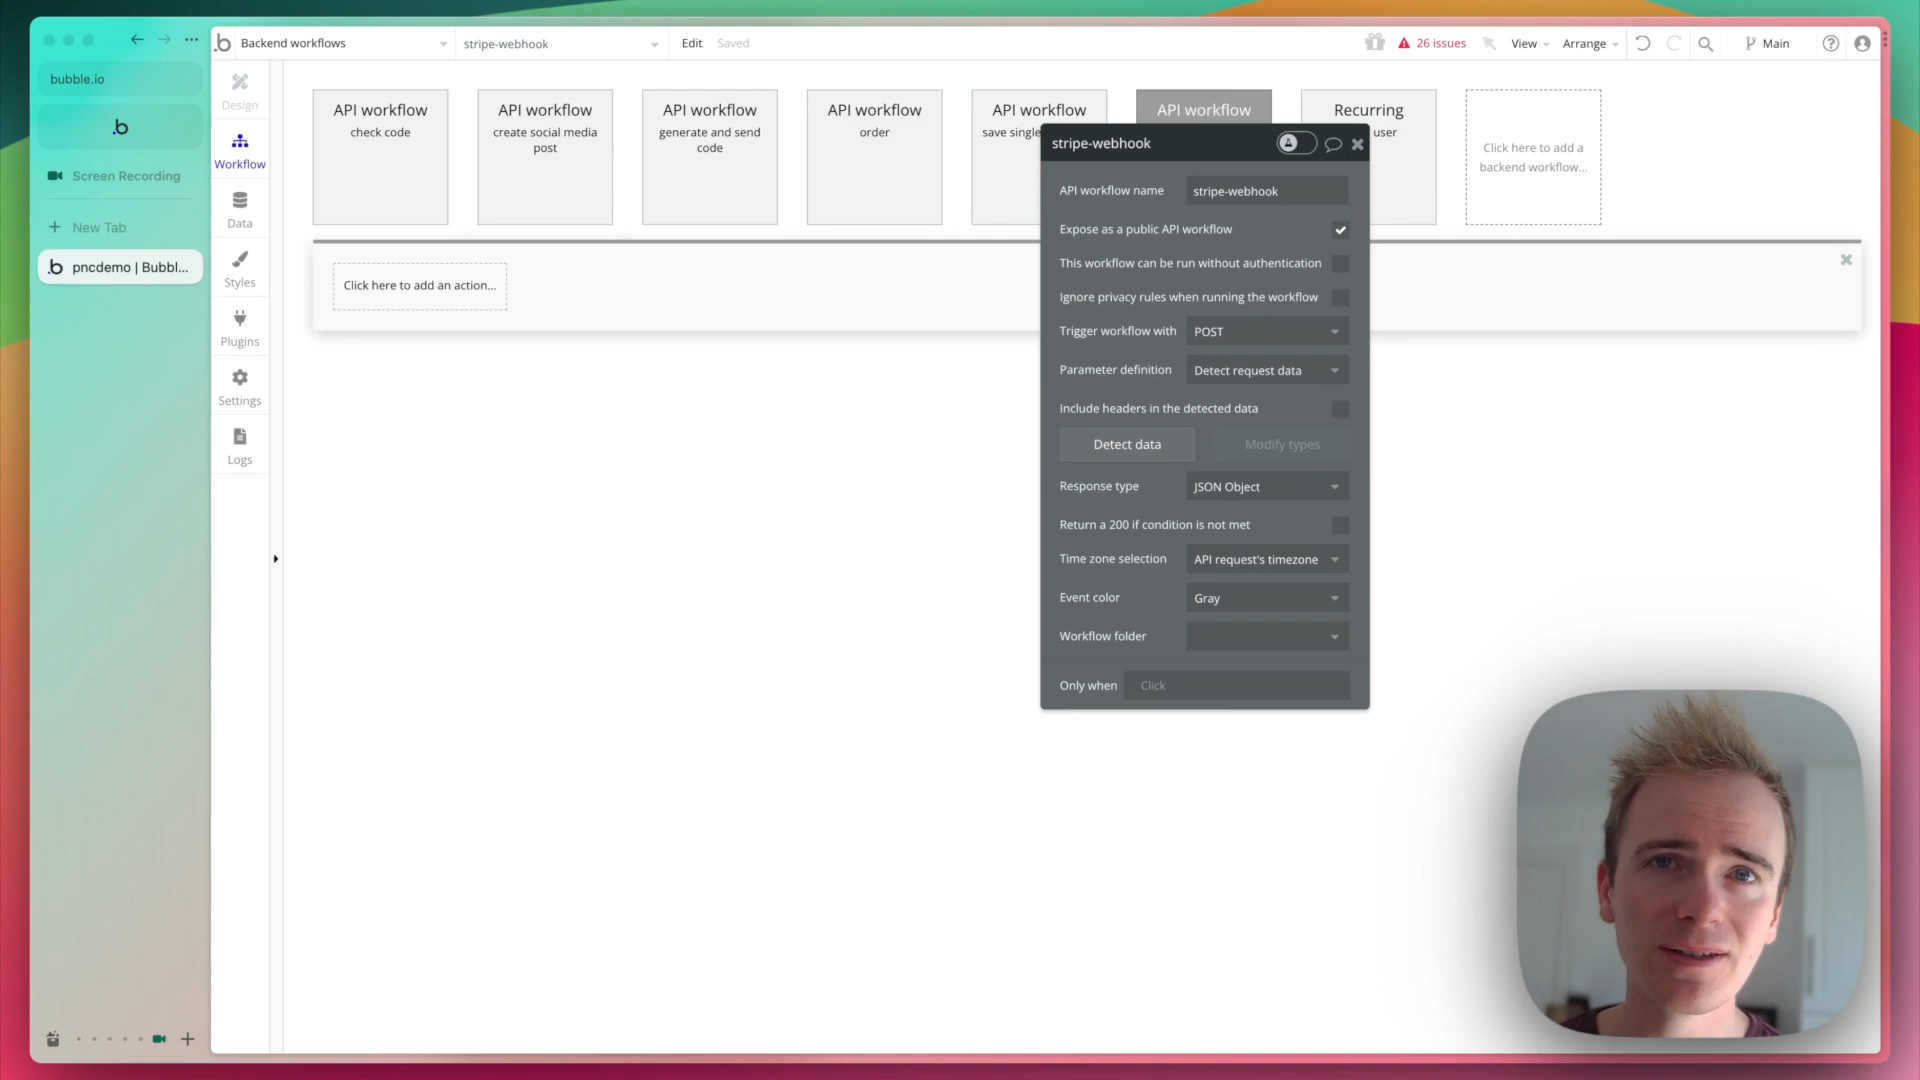 bubble.io
Screen Recording
New Tab
pncdemo | Bubbl...
Backend workflows
stripe-webhook
Edit
Saved
26 issues
View
Arrange
Main
Design
Workflow
Data
Styles
Plugins
Settings
Logs
API workflow
check code
API workflow
create social media
post
API workflow
generate and send
code
API workflow
order
API workflow
save single
API workflow
Recurring
user
Click here to add a
backend workflow...
Click here to add an action...
stripe-webhook
API workflow name
stripe-webhook
Expose as a public API workflow
This workflow can be run without authentication
Ignore privacy rules when running the workflow
Trigger workflow with
POST
Parameter definition
Detect request data
Include headers in the detected data
Detect data
Modify types
Response type
JSON Object
Return a 200 if condition is not met
Time zone selection
API request's timezone
Event color
Gray
Workflow folder
Only when
Click